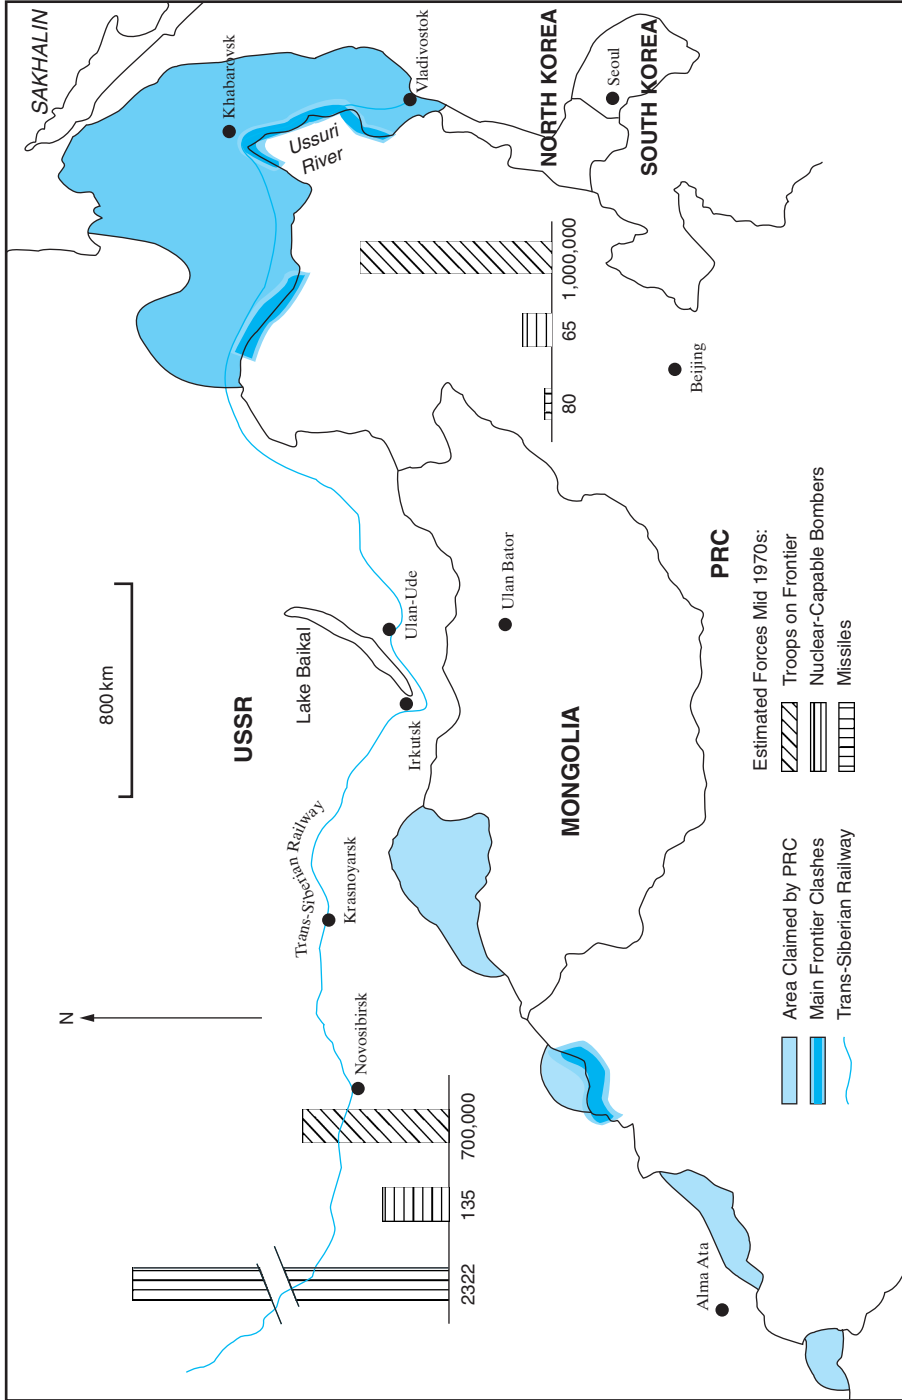 SAKHALIN
Khabarovsk
Vladivostok
Ussuri
River
NORTH KOREA
SOUTH KOREA
Seoul
800 km
USSR
Lake Baikal
Ulan-Ude
Irkutsk
Trans-Siberian Railway
Krasnoyarsk
N
Novosibirsk
2322
135
700,000
80
65
1,000,000
Ulan Bator
MONGOLIA
Beijing
PRC
Alma Ata
Area Claimed by PRC
Main Frontier Clashes
Trans-Siberian Railway
Estimated Forces Mid 1970s:
Troops on Frontier
Nuclear-Capable Bombers
Missiles